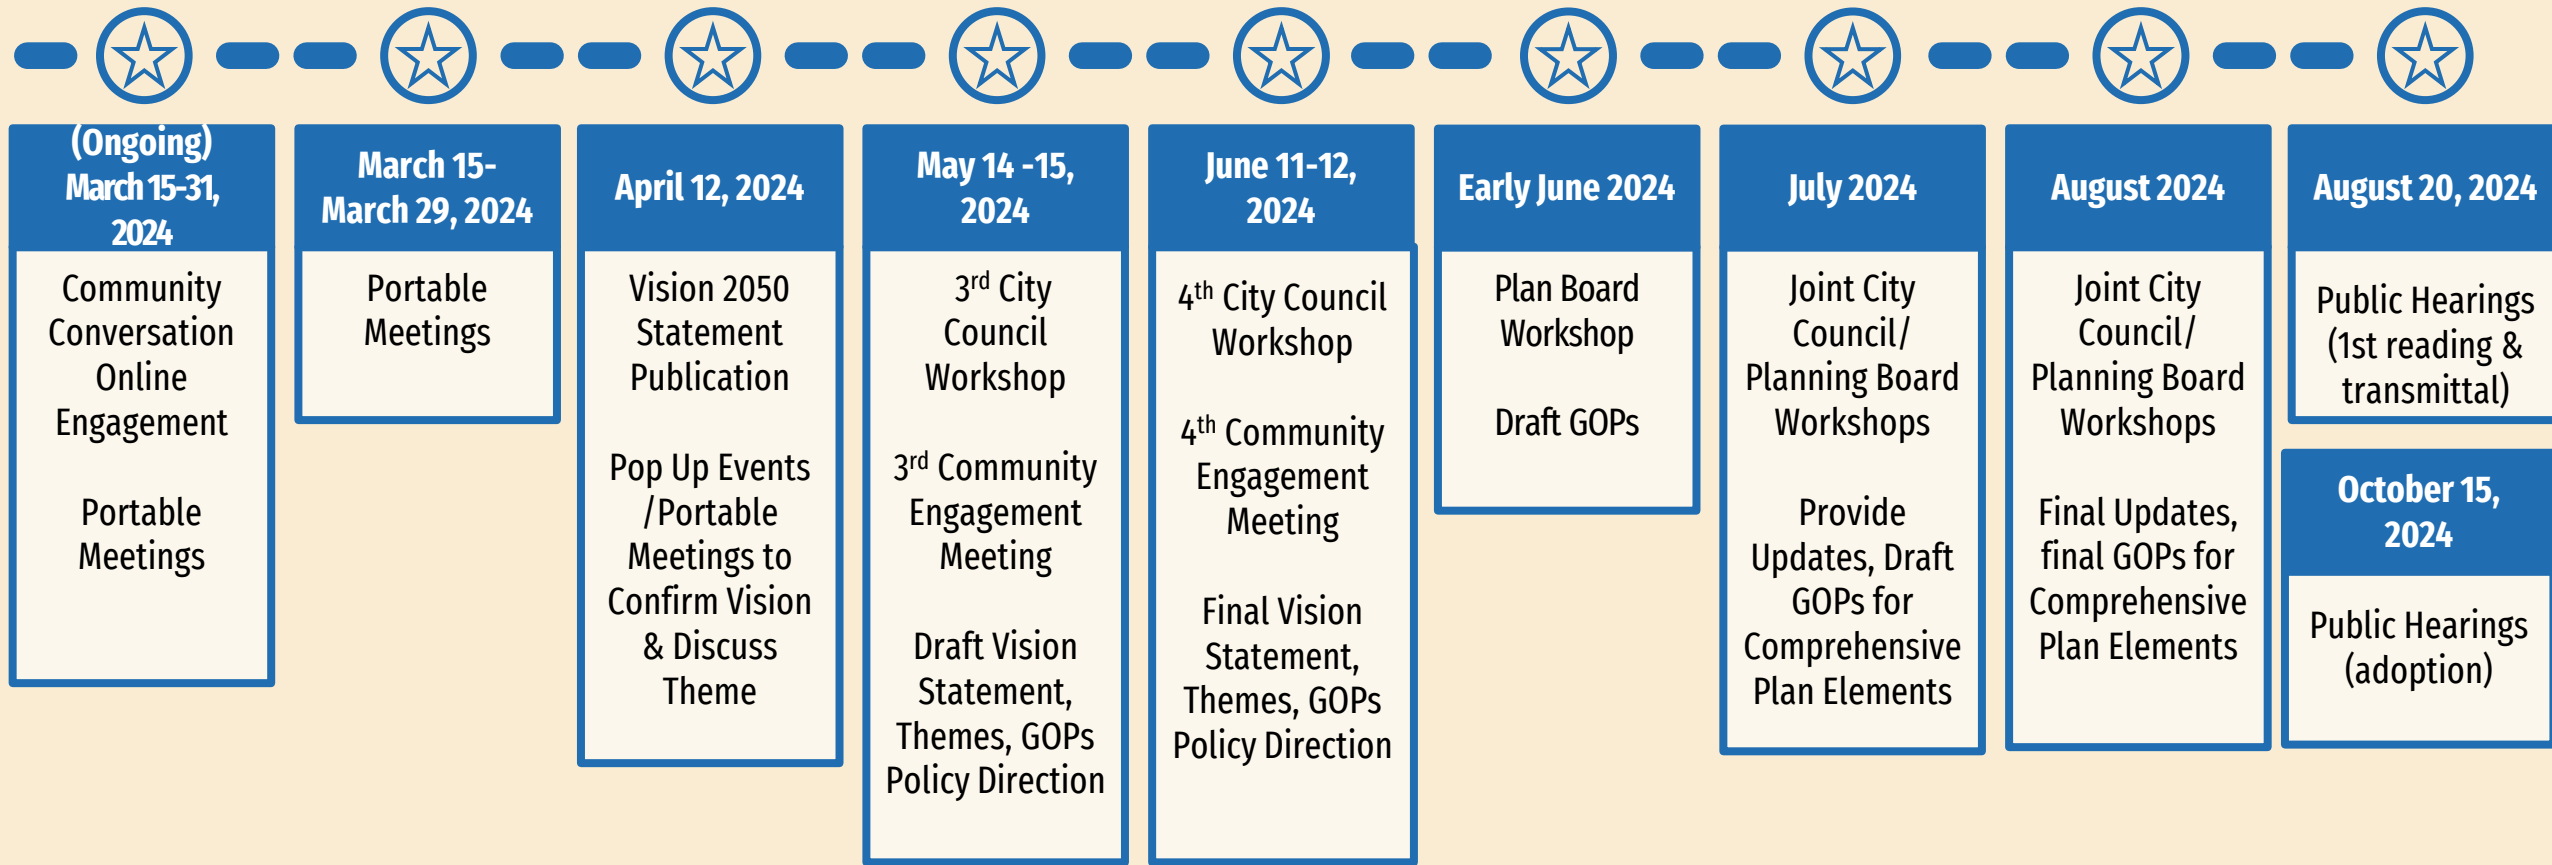 (Ongoing)
March 15-31,
2024
Community
Conversation
Online
Engagement
Portable
Meetings
March 15-
March 29, 2024
Portable
Meetings
April 12, 2024
Vision 2050
Statement
Publication
Pop Up Events
/Portable
Meetings to
Confirm Vision
& Discuss
Theme
May 14 -15,
2024
3rd City
Council
Workshop
3rd Community
Engagement
Meeting
Draft Vision
Statement,
Themes, GOPs
Policy Direction
June 11-12,
2024
4th City Council
Workshop
4th Community
Engagement
Meeting
Final Vision
Statement,
Themes, GOPs
Policy Direction
Early June 2024
Plan Board
Workshop
Draft GOPs
July 2024
Joint City
Council/
Planning Board
Workshops
Provide
Updates, Draft
GOPs for
Comprehensive
Plan Elements
August 2024
Joint City
Council/
Planning Board
Workshops
Final Updates,
final GOPs for
Comprehensive
Plan Elements
August 20, 2024
Public Hearings
(1st reading &
transmittal)
October 15,
2024
Public Hearings
(adoption)